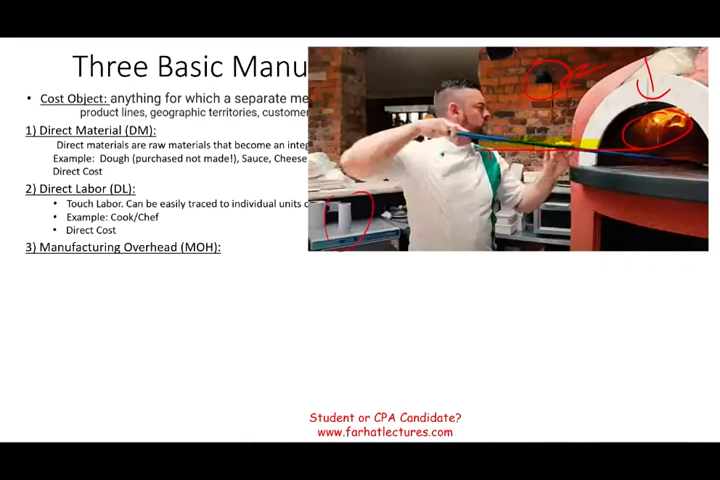 Three Basic Manu
• Cost Object: anything for which a separate me
product lines, geographic territories, custome
1) Direct Material (DM):
Direct materials are raw materials that become an integ
Example: Dough (purchased not made!), Sauce, Cheese
Direct Cost
2) Direct Labor (DL):
• Touch Labor. Can be easily traced to individual units o
• Example: Cook/Chef
• Direct Cost
3) Manufacturing Overhead (MOH):
Student or CPA Candidate?
www.farhatlectures.com